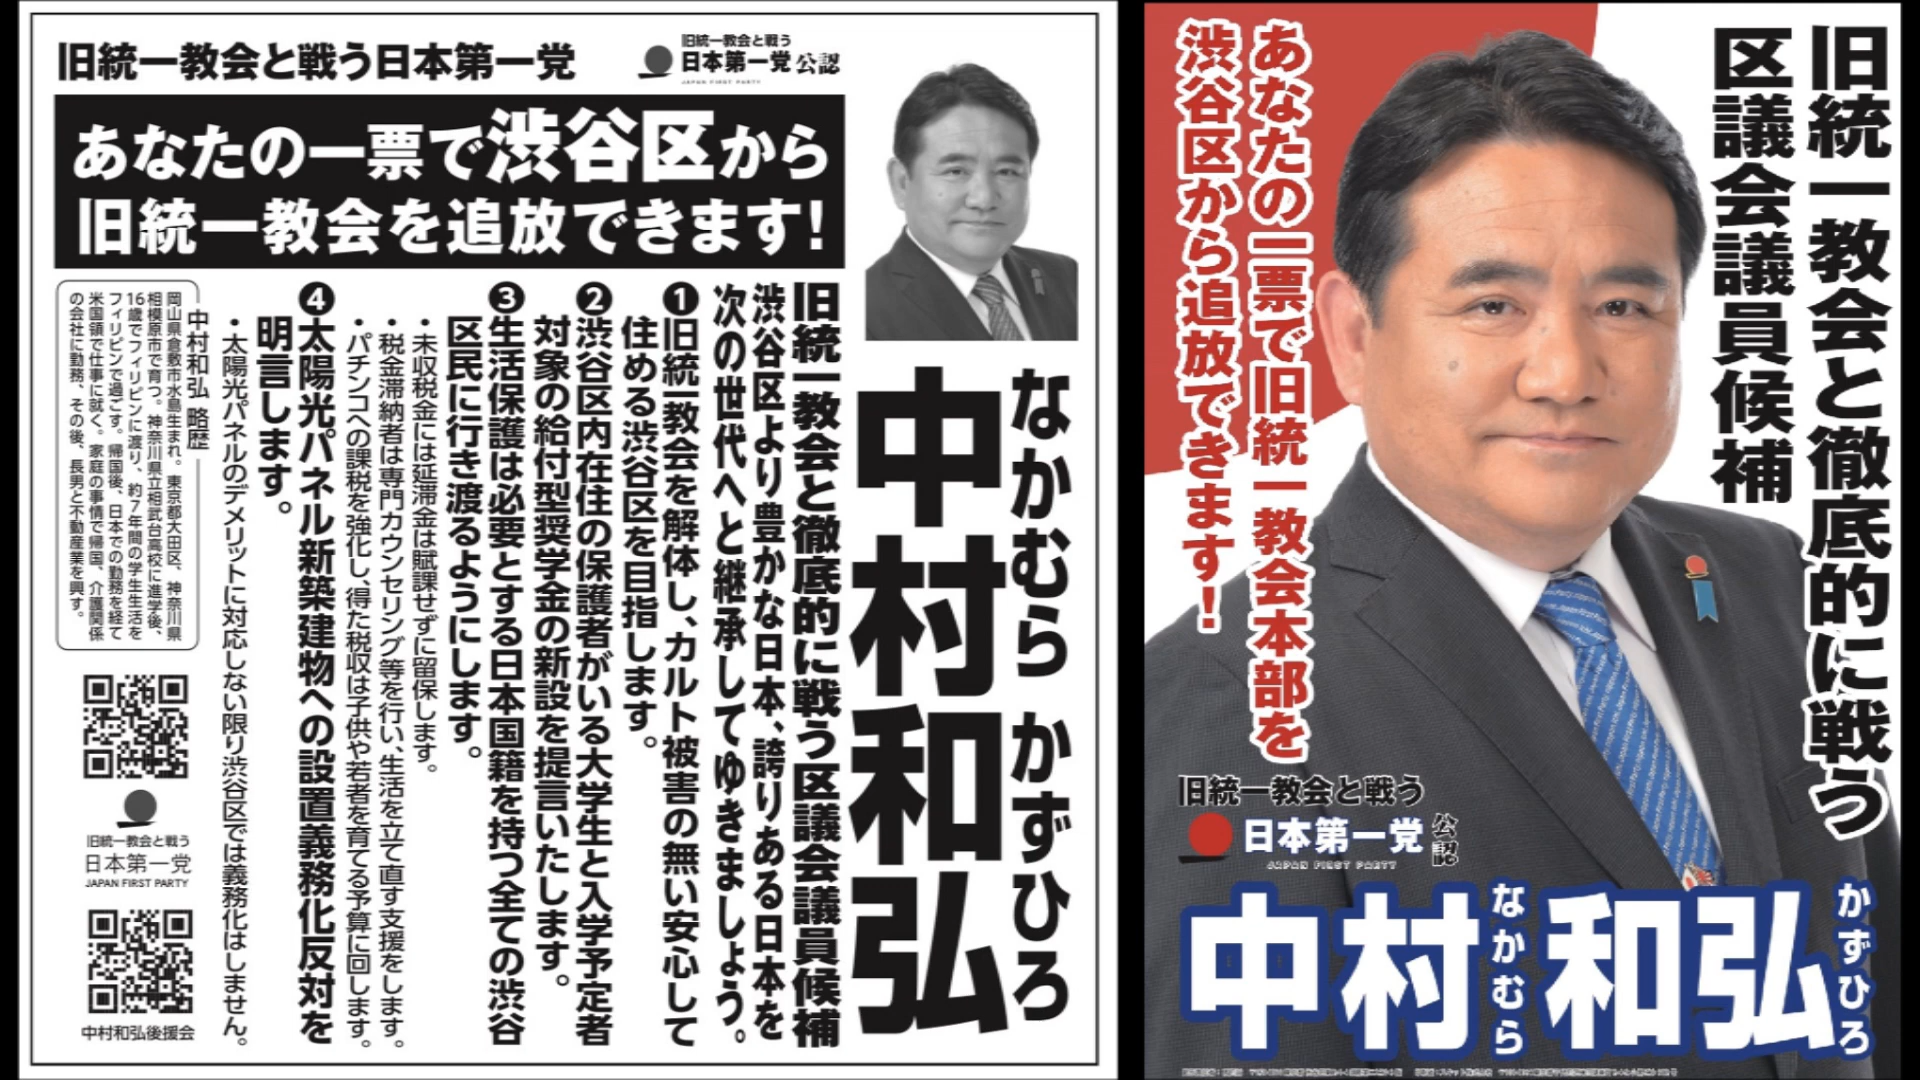 旧統一教会と戦う日本第一党
旧統一教会と戦う
日本第一党 公認
JAPAN FIRST PARTY
あなたの一票で渋谷区から
旧統一教会を追放できます!
なかむら かずひろ
中村和弘
旧統一教会と徹底的に戦う区議会議員候補
渋谷区より豊かな日本、誇りある日本を
次の世代へと継承してゆきましょう。
❶旧統一教会を解体し、カルト被害の無い安心して
住める渋谷区を目指します。
❷渋谷区内在住の保護者がいる大学生と入学予定者
対象の給付型奨学金の新設を提言いたします。
❸生活保護は必要とする日本国籍を持つ全ての渋谷
区民に行き渡るようにします。
・未収税金には延滞金は賦課せずに留保します。
・税金滞納者は専門カウンセリング等を行い、生活を立て直す支援をします。
・パチンコへの課税を強化し、得た税収は子供や若者を育てる予算に回します。
❹太陽光パネル新築建物への設置義務化反対を
明言します。
・太陽光パネルのデメリットに対応しない限り渋谷区では義務化はしません。
中村和弘 略歴
岡山県倉敷市水島生まれ。東京都大田区、神奈川県
相模原市で育つ。神奈川県立相武台高校に進学後、
16歳でフィリピンに渡り、約7年間の学生生活を
フィリピンで過ごす。帰国後、日本での勤務を経て
米国領で仕事に就く。家庭の事情で帰国、介護関係
の会社に勤務、その後、長男と不動産業を興す。
旧統一教会と戦う
日本第一党
JAPAN FIRST PARTY
中村和弘後援会
旧統一教会と徹底的に戦う
区議会議員候補
あなたの一票で旧統一教会本部を
渋谷区から追放できます!
旧統一教会と戦う
日本第一党 公認
JAPAN FIRST PARTY
中村和弘
なかむら
かずひろ